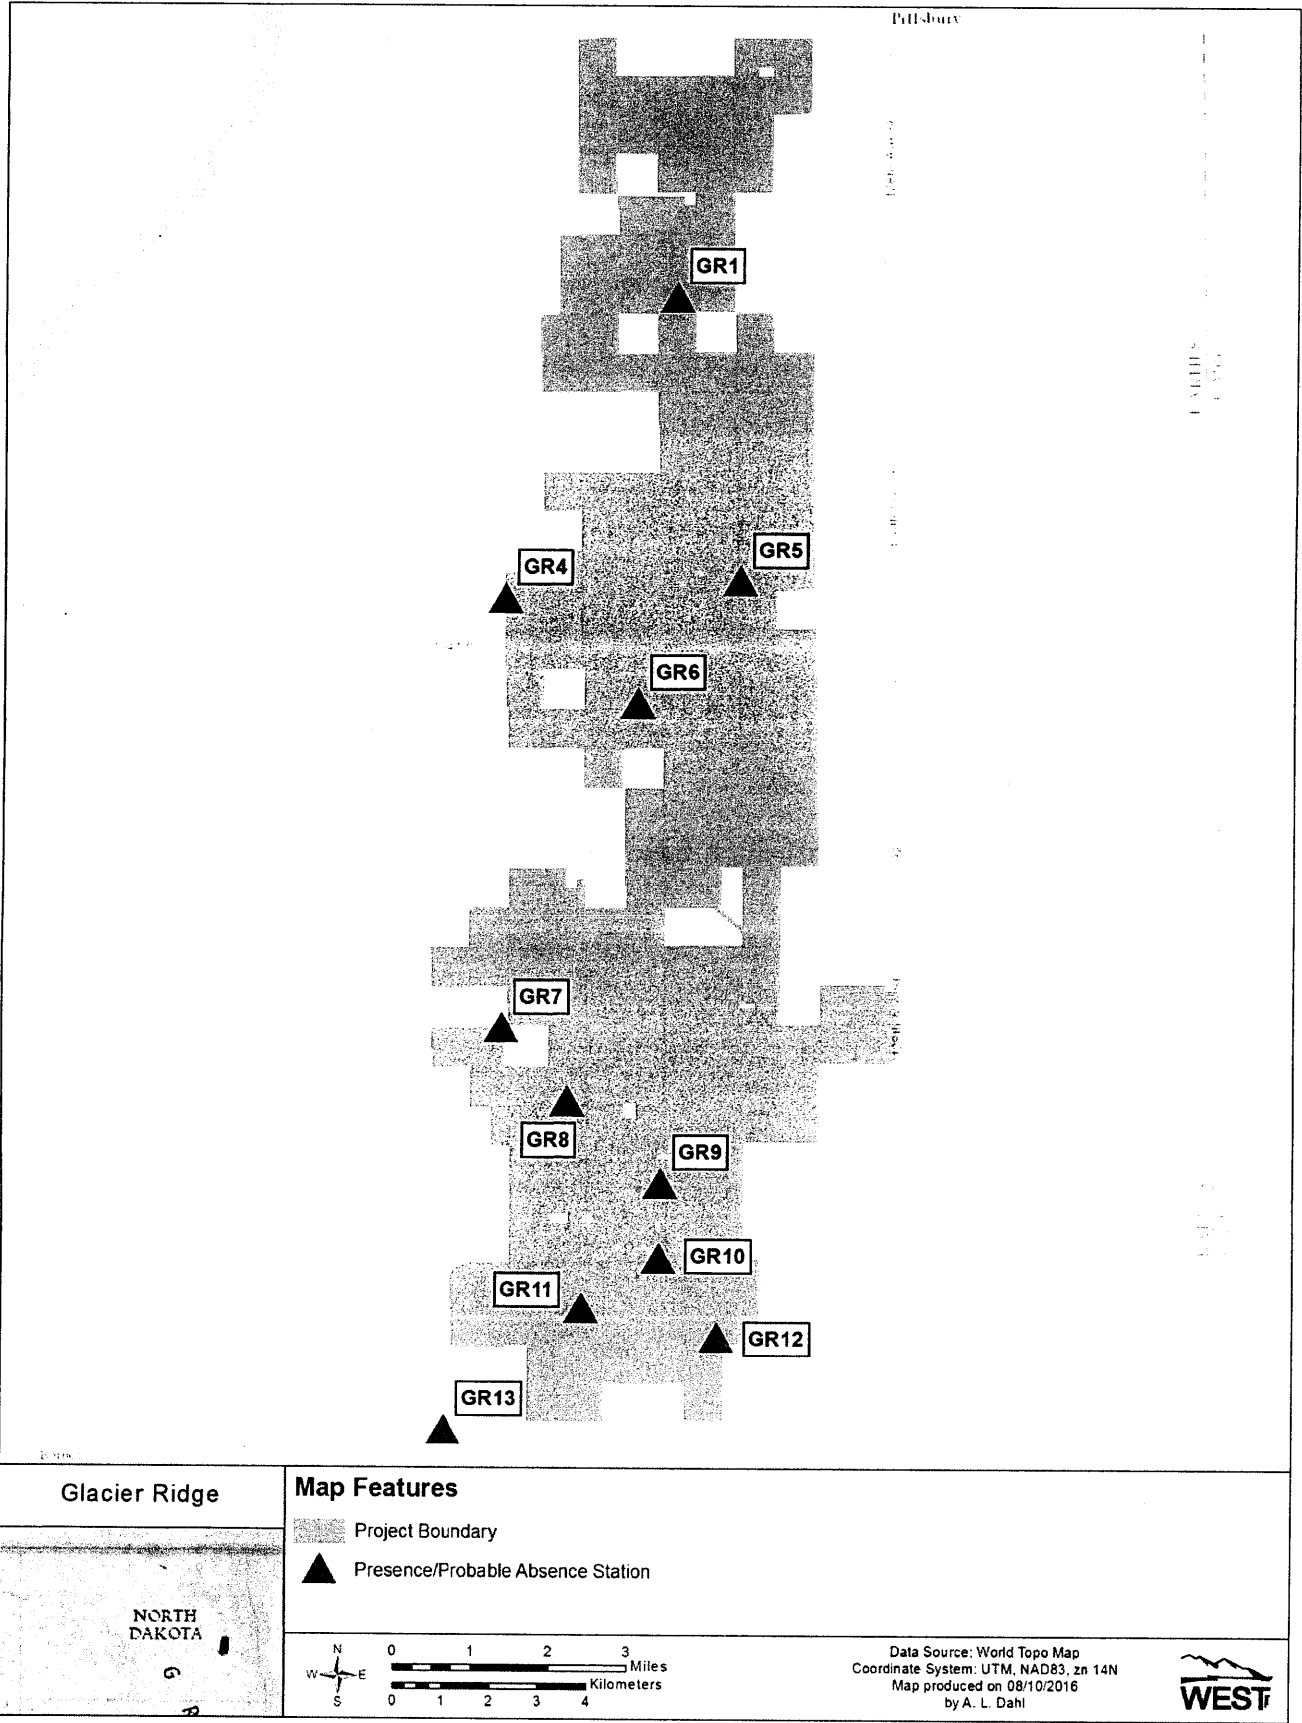 Pillsbury
GR1
GR5
GR4
GR6
GR7
GR8
GR9
GR10
GR11
GR12
GR13
Glacier Ridge
NORTH
DAKOTA
G
R
Map Features
Project Boundary
Presence/Probable Absence Station
N
W E
S
0 1 2 3
Miles
Kilometers
0 1 2 3 4
Data Source: World Topo Map
Coordinate System: UTM, NAD83, zn 14N
Map produced on 08/10/2016
by A. L. Dahl
WEST